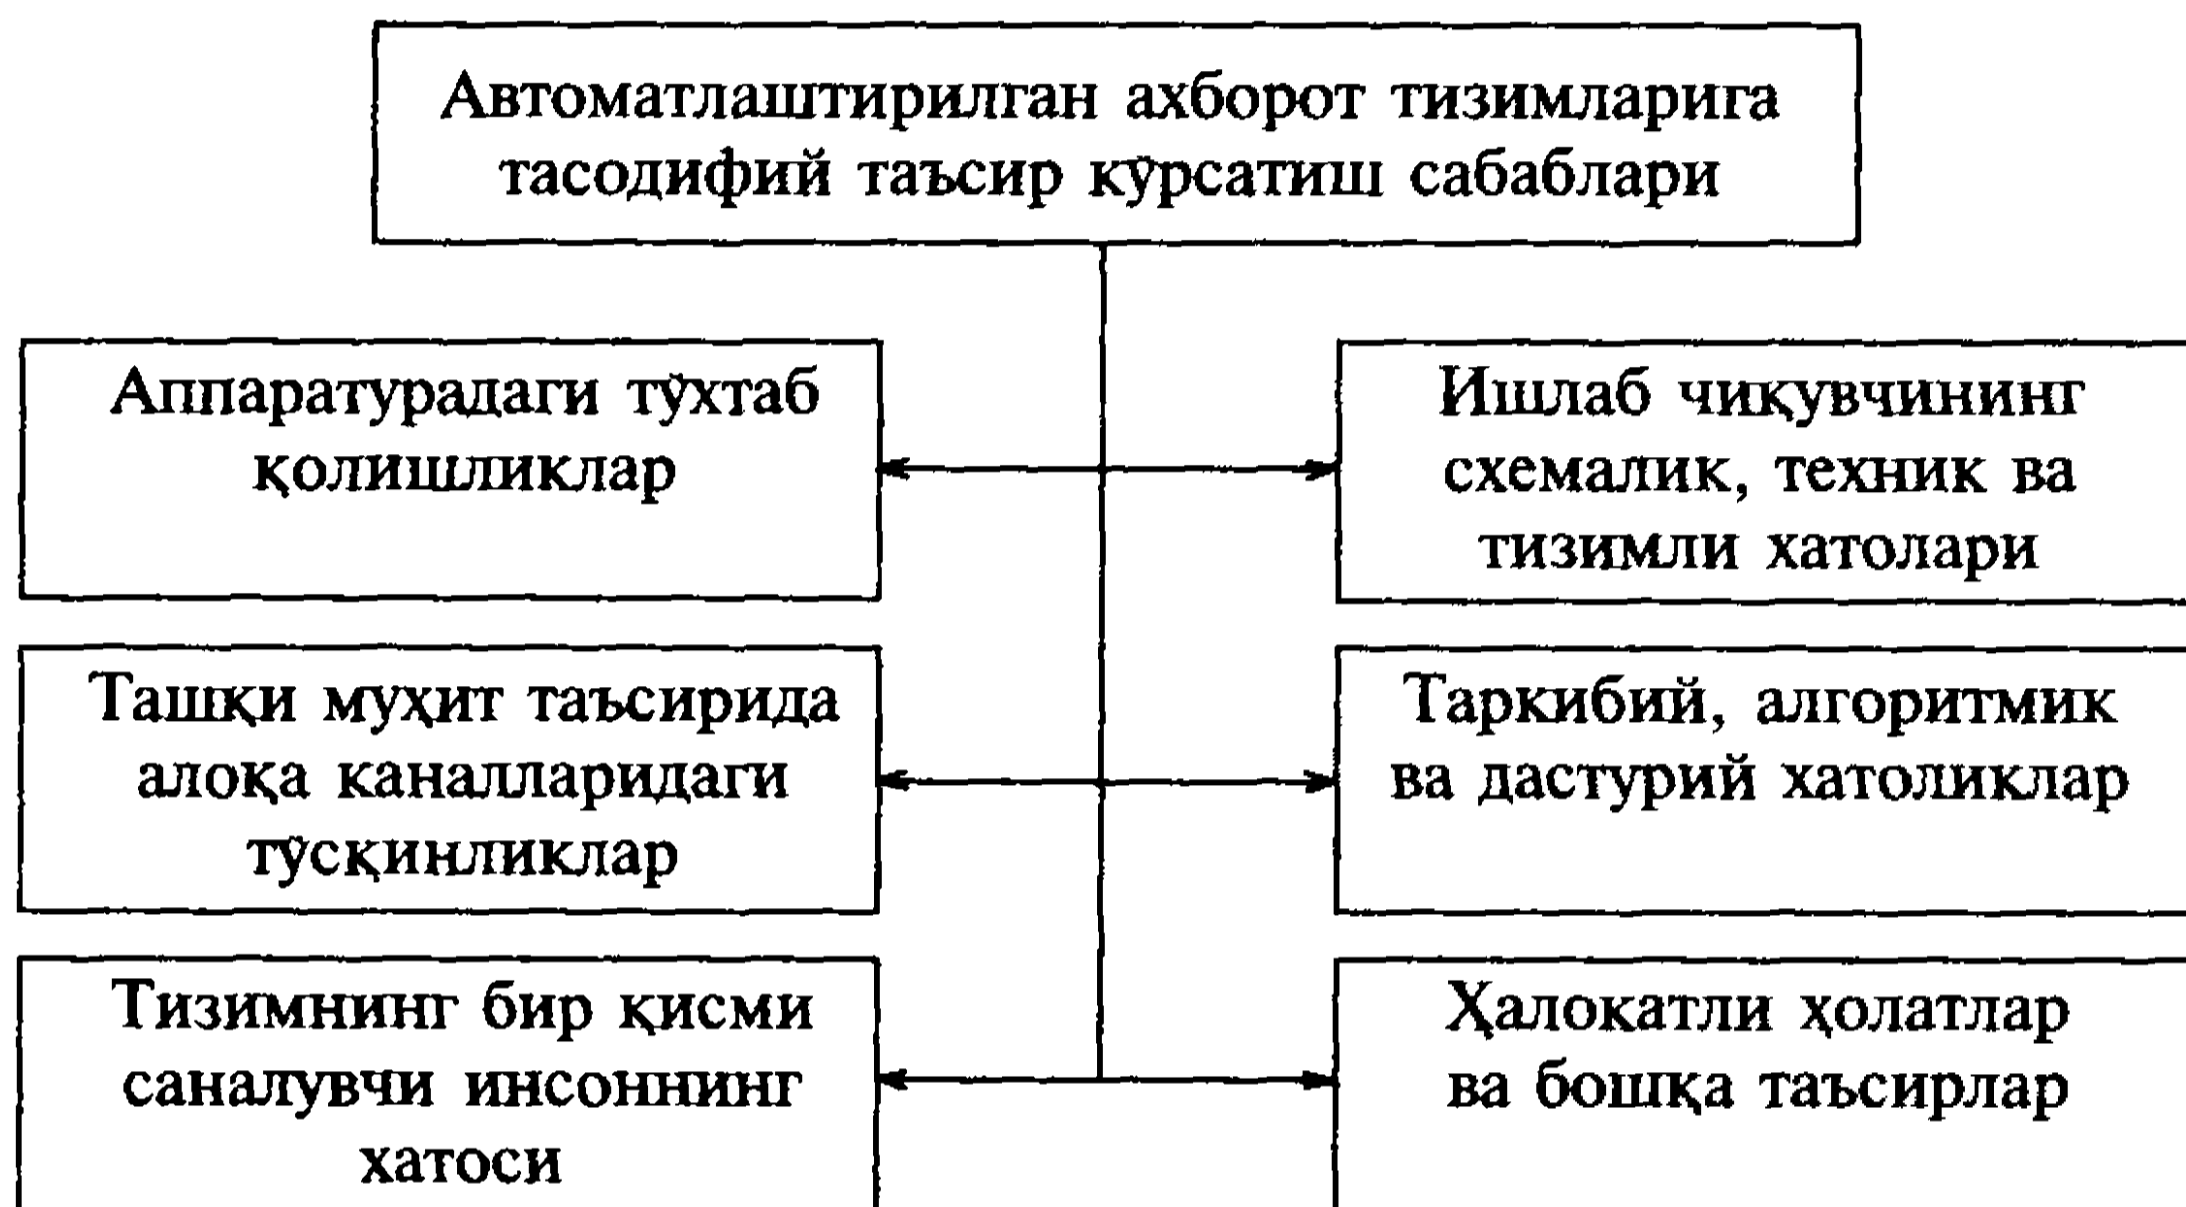 Автоматлаштирилган ахборот тизимларига
тасодифий таъсир кўрсатиш сабаблари
Аппаратурадаги тўхтаб
қолишликлар
Ишлаб чиқувчининг
схемалик, техник ва
тизимли хатолари
Ташқи муҳит таъсирида
алоқа каналларидаги
тўсқинликлар
Таркибий, алгоритмик
ва дастурий хатоликлар
Тизимнинг бир қисми
саналувчи инсоннинг
хатоси
Ҳалокатли ҳолатлар
ва бошқа таъсирлар